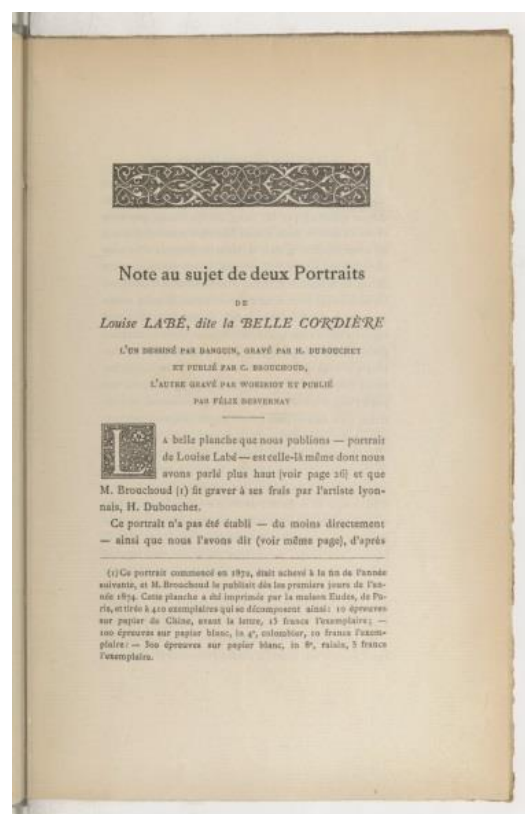 Note au sujet de deux Portraits
DE
Louise LABÉ, dite la BELLE CORDIÈRE
L'UN DESSINÉ PAR DANGUIN, GRAVÉ PAR H. DUBOUCHET
ET PUBLIÉ PAR C. BROUCHOUD,
L'AUTRE GRAVÉ PAR WOEIRIOT ET PUBLIÉ
PAR FÉLIX DESVERNAY
LA belle planche que nous publions — portrait
de Louise Labé — est celle-là même dont nous
avons parlé plus haut (voir page 26) et que
M. Brouchoud (1) fit graver à ses frais par l'artiste lyon-
nais, H. Duboucher.
Ce portrait n'a pas été établi — du moins directement
— ainsi que nous l'avons dit (voir même page), d'après
(1) Ce portrait commencé en 1872, était achevé à la fin de l'année
suivante, et M. Brouchoud le publiait dès les premiers jours de l'an-
née 1874. Cette planche a été imprimée par la maison Eudes, de Pa-
ris, et tirée à 410 exemplaires qui se décomposent ainsi: 10 épreuves
sur papier de Chine, avant la lettre, 15 francs l'exemplaire; —
100 épreuves sur papier blanc, in 4°, colombier, 10 francs l'exem-
plaire: — 300 épreuves sur papier blanc, in 8°, raisin, 5 francs
l'exemplaire.